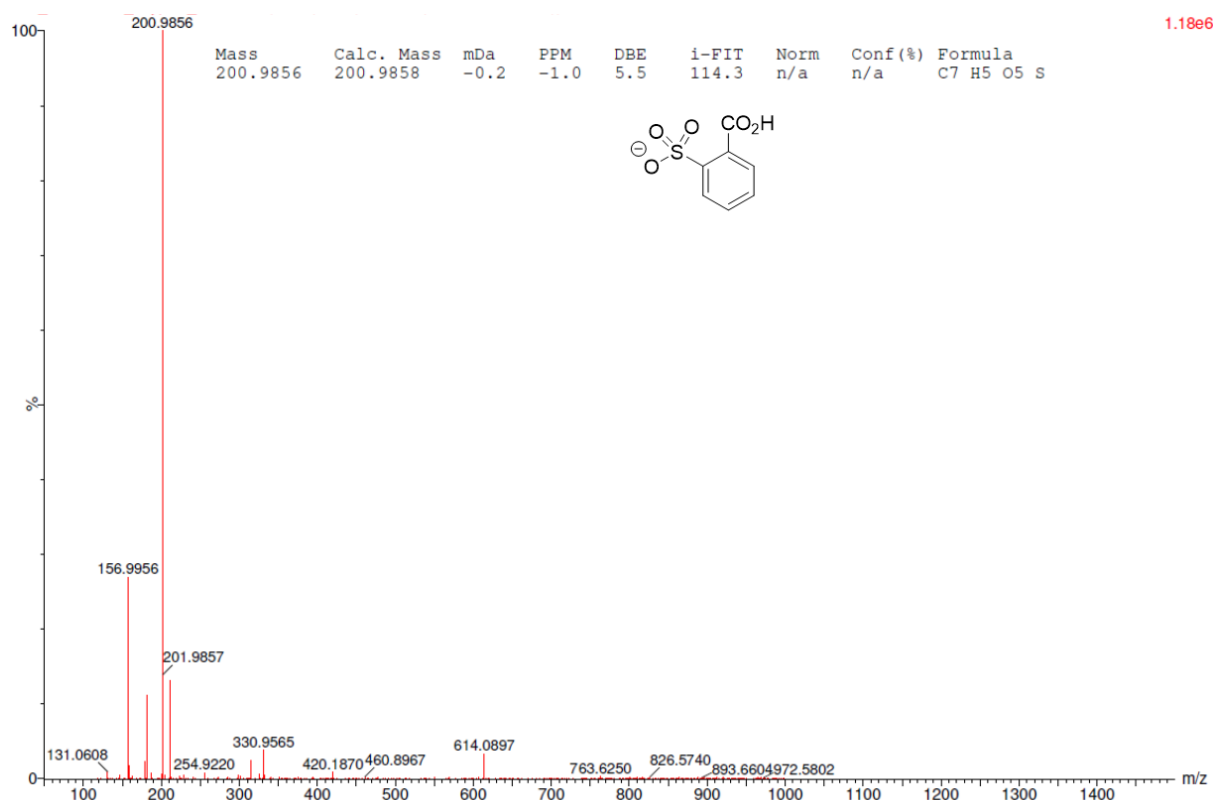 1.18e6
200.9856
100
Mass Calc. Mass mDa PPM DBE i-FIT Norm Conf(%) Formula
200.9856 200.9858 -0.2 -1.0 5.5 114.3 n/a n/a C7 H5 O5 S
O O CO2H
⊖ S
O
%
156.9956
201.9857
131.0608
254.9220
330.9565
420.1870
460.8967
614.0897
763.6250
826.5740
893.6604
972.5802
0
100 200 300 400 500 600 700 800 900 1000 1100 1200 1300 1400 m/z